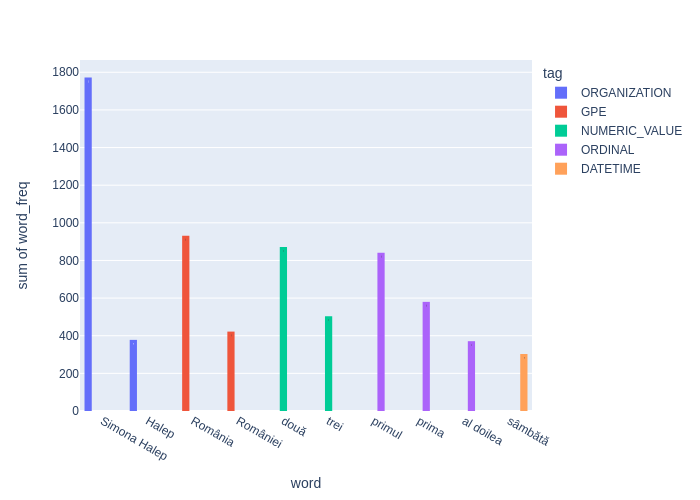 tag
ORGANIZATION
GPE
NUMERIC_VALUE
ORDINAL
DATETIME
sum of word_freq
1800
1600
1400
1200
1000
800
600
400
200
0
Simona Halep
Halep
România
României
două
trei
primul
prima
al doilea
sâmbătă
word